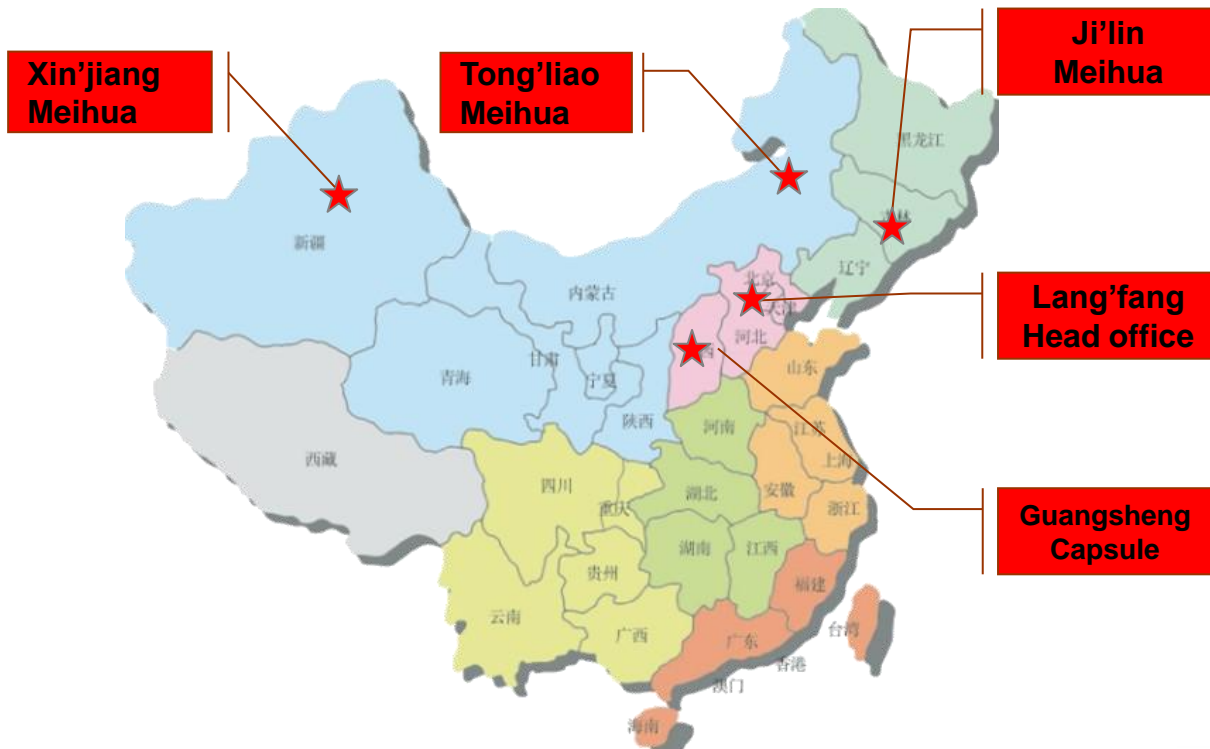 Xin’jiang
Meihua
Tong’liao
Meihua
Ji’lin
Meihua
Lang’fang
Head office
Guangsheng
Capsule
黑龙江
吉林
辽宁
新疆
内蒙古
北京
天津
河北
西
山东
甘肃
宁夏
青海
陕西
河南
江苏
上海
西藏
四川
重庆
湖北
安徽
浙江
湖南
江西
贵州
福建
云南
广西
广东
台湾
香港
澳门
海南